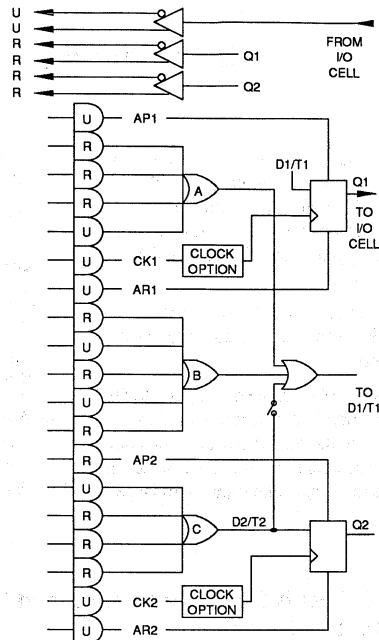 U
U
R
R
R
R
FROM
I/O
CELL
Q1
Q2
U AP1
R
R A
R
U
U CK1 CLOCK
OPTION
U AR1
D1/T1
Q1
TO
I/O
CELL
R
U
R B
U
R
TO
D1/T1
R AP2
U
R
R C D2/T2
R
U CK2 CLOCK
OPTION
U AR2
Q2